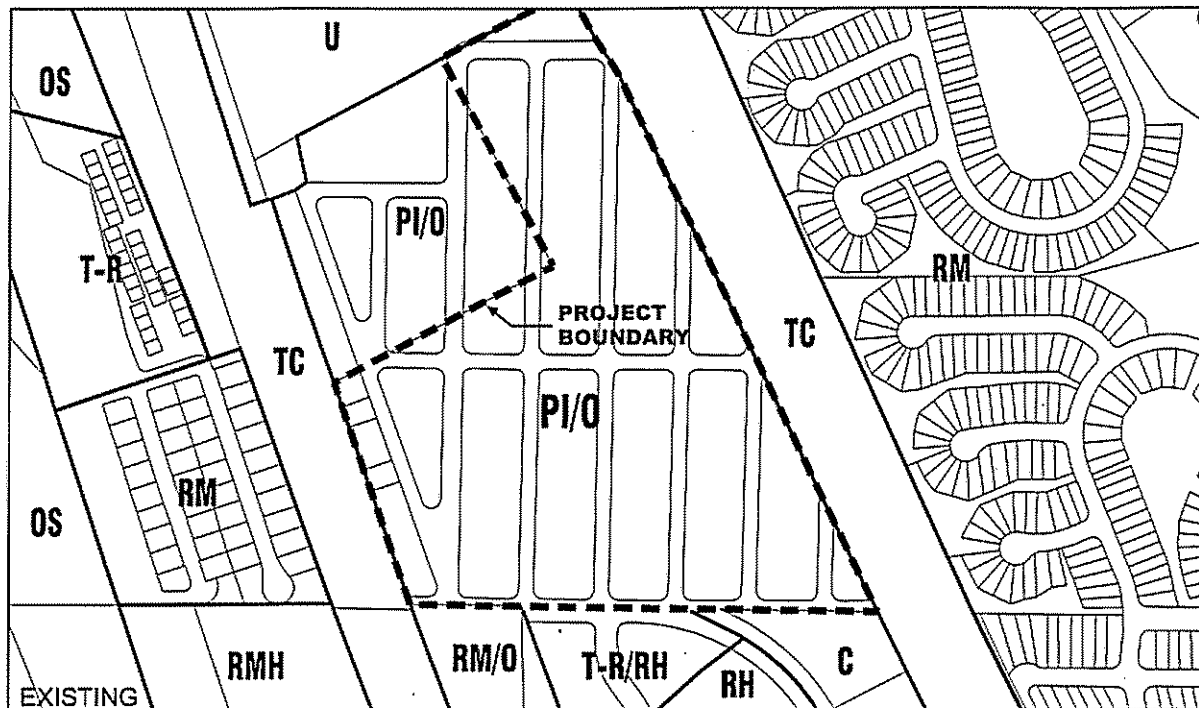 U
OS
PI/O
T-R
RM
PROJECT
BOUNDARY
TC
TC
PI/O
RM
OS
RMH
RM/O
T-R/RH
C
RH
EXISTING